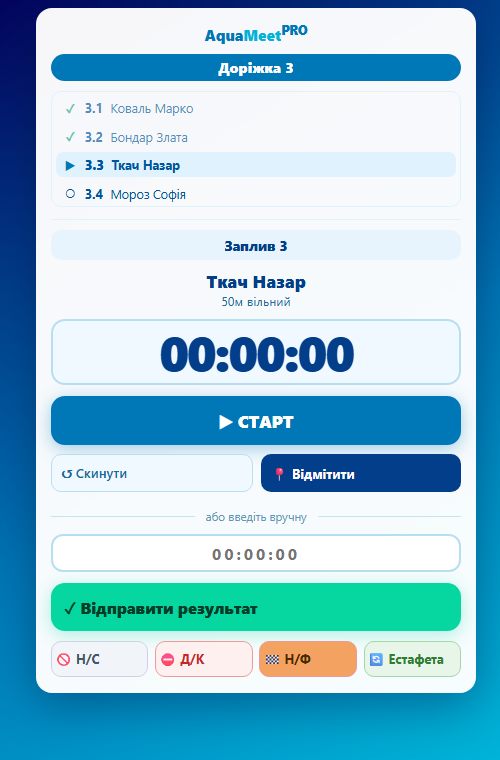 AquaMeetPRO
Доріжка 3
✓ 3.1 Коваль Марко
✓ 3.2 Бондар Злата
▶ 3.3 Ткач Назар
○ 3.4 Мороз Софія
Заплив 3
Ткач Назар
50м вільний
00:00:00
▶ СТАРТ
↺ Скинути
📍 Відмітити
або введіть вручну
00:00:00
✓ Відправити результат
🚫 Н/С
⛔ Д/К
🏁 Н/Ф
🔄 Естафета